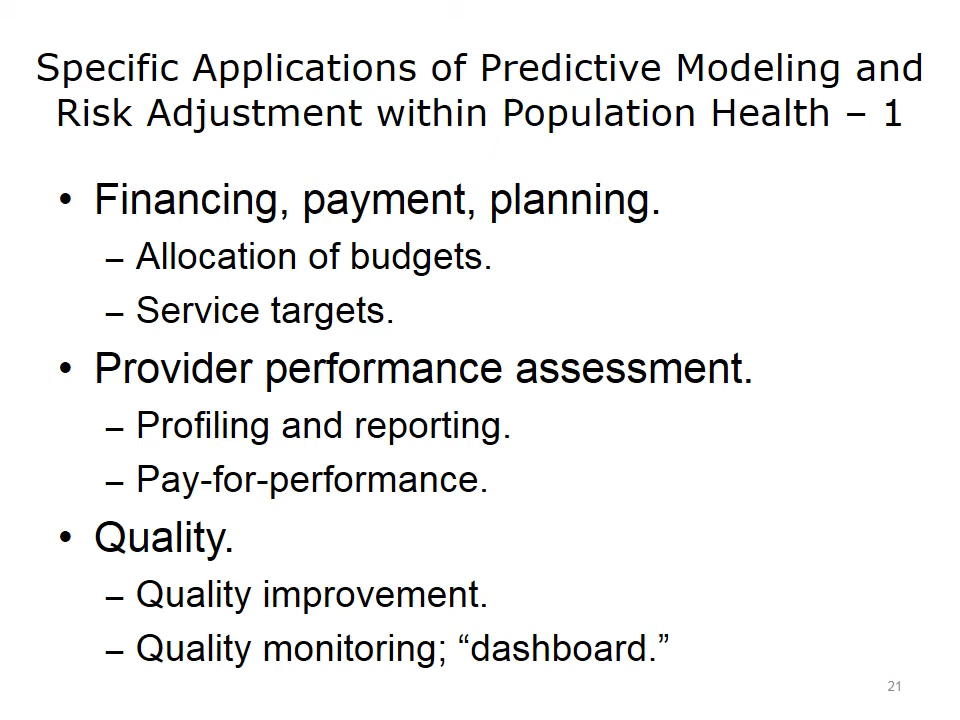 Specific Applications of Predictive Modeling and
Risk Adjustment within Population Health – 1
• Financing, payment, planning.
– Allocation of budgets.
– Service targets.
• Provider performance assessment.
– Profiling and reporting.
– Pay-for-performance.
• Quality.
– Quality improvement.
– Quality monitoring; “dashboard.”
21